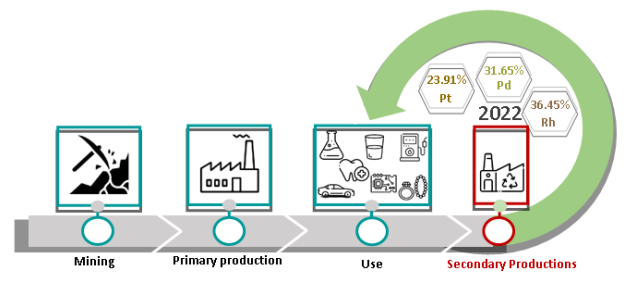 23.91%
Pt
31.65%
Pd
36.45%
Rh
2022
Mining
Primary production
Use
Secondary Productions